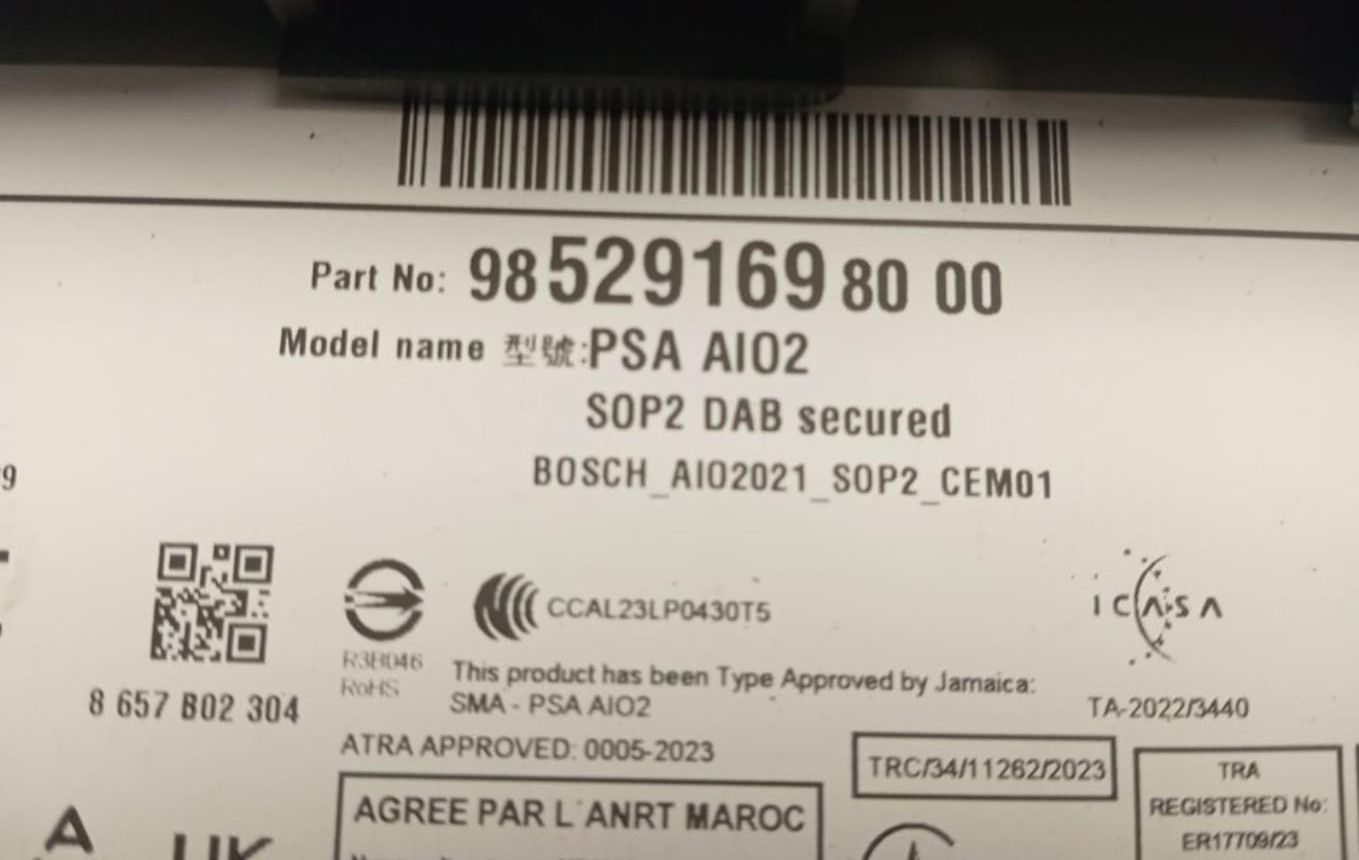 Part No: 98 529169 80 00
Model name 型號:PSA AIO2
SOP2 DAB secured
BOSCH_AIO2021_SOP2_CEM01
9
R3B046
RoHS
CCAL23LP0430T5
ICASA
8 657 B02 304
This product has been Type Approved by Jamaica:
SMA - PSA AIO2
TA-2022/3440
ATRA APPROVED: 0005-2023
TRC/34/11262/2023
TRA
REGISTERED No:
ER17709/23
AGREE PAR L'ANRT MAROC
A
UK